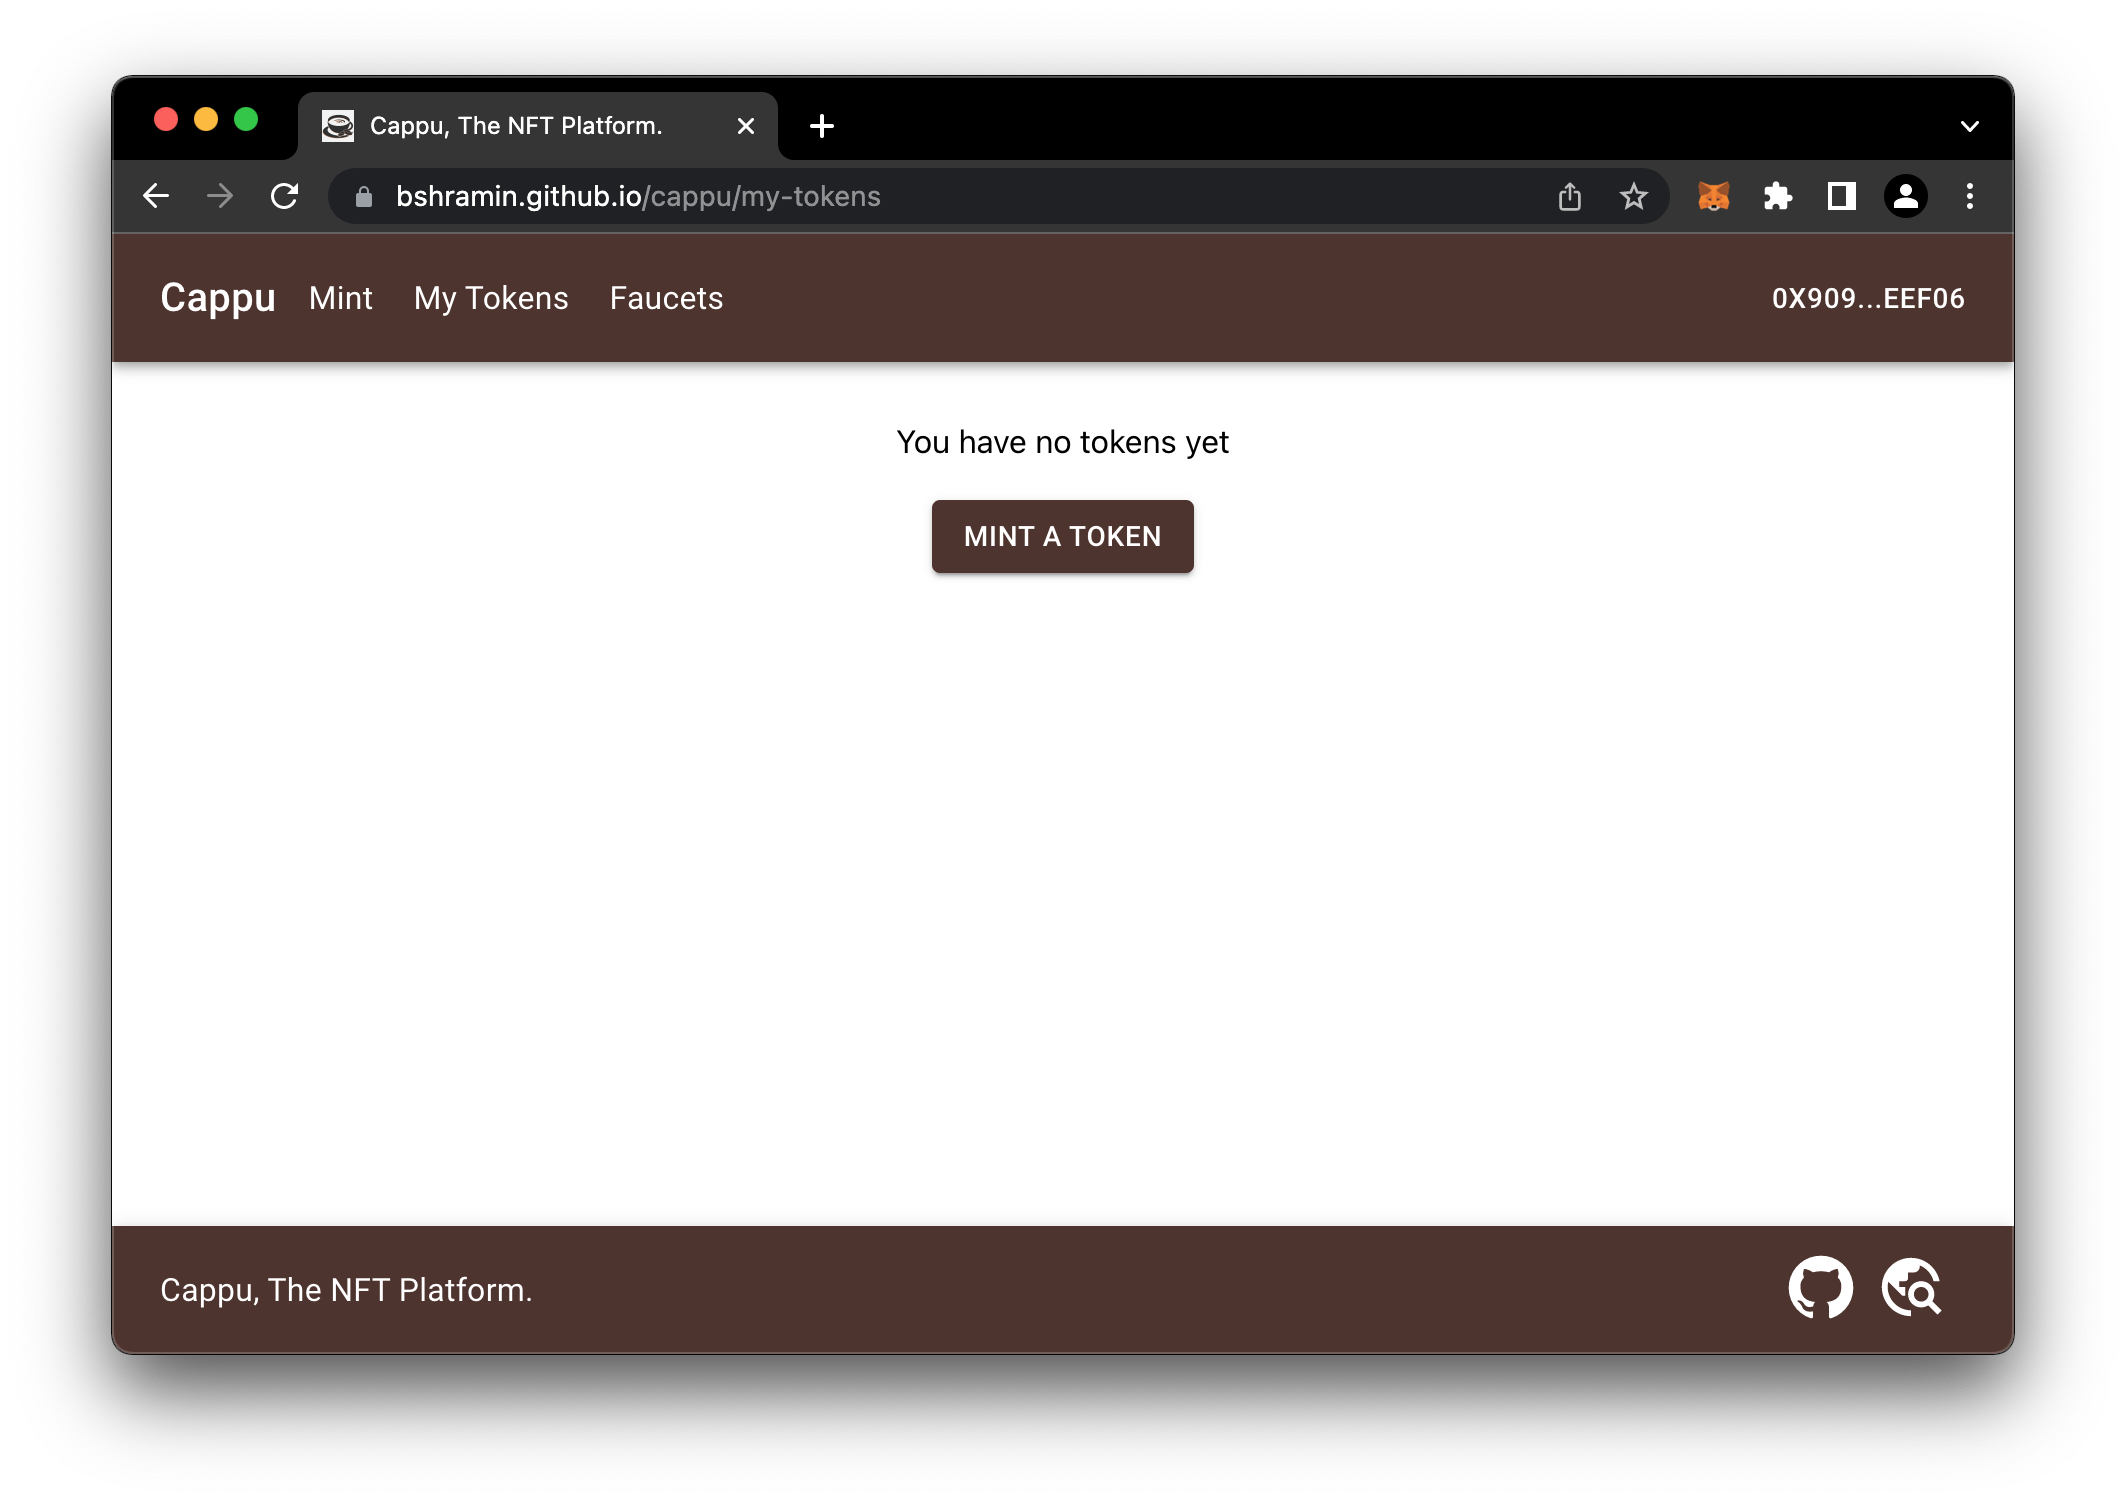 Cappu, The NFT Platform.
bshramin.github.io/cappu/my-tokens
Cappu Mint My Tokens Faucets 0X909...EEF06
You have no tokens yet
MINT A TOKEN
Cappu, The NFT Platform.